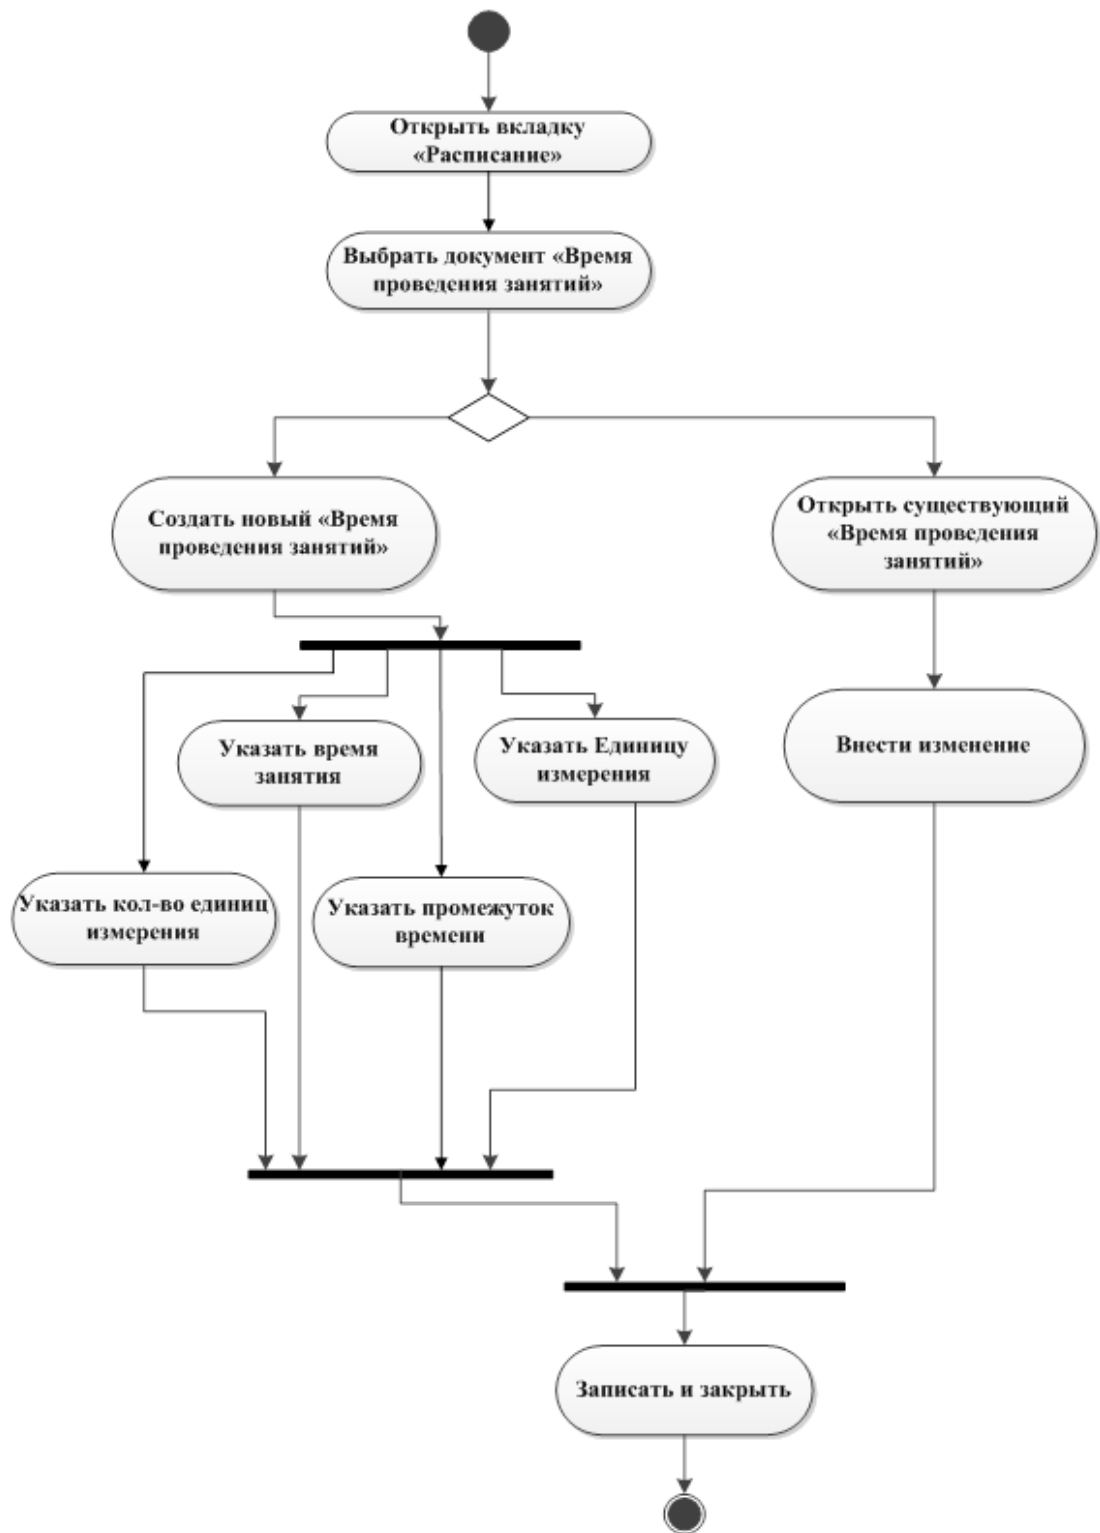 Открыть вкладку
«Расписание»
Выбрать документ «Время
проведения занятий»
Создать новый «Время
проведения занятий»
Открыть существующий
«Время проведения
занятий»
Указать время
занятия
Указать Единицу
измерения
Внести изменение
Указать кол-во единиц
измерения
Указать промежуток
времени
Записать и закрыть